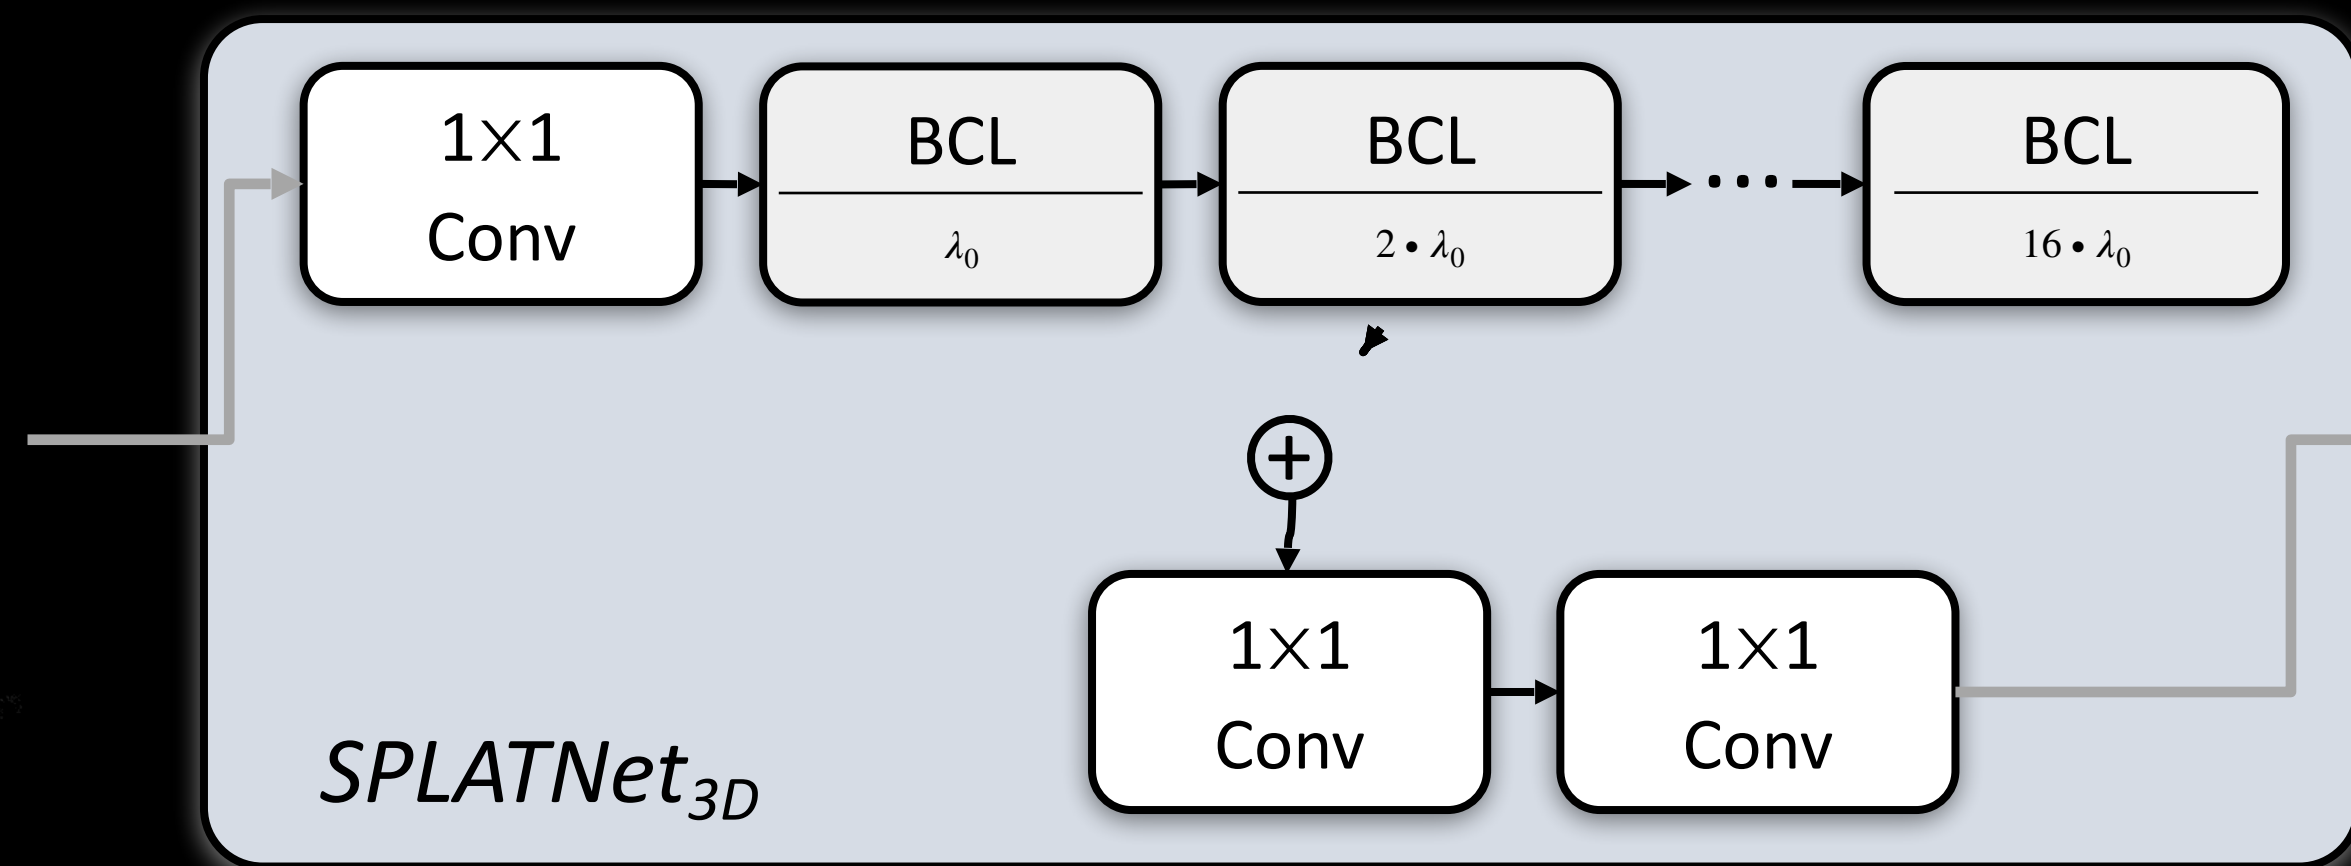 1×1
Conv
BCL
λ₀
BCL
2 • λ₀
...
BCL
16 • λ₀
+
1×1
Conv
1×1
Conv
SPLATNet₃D